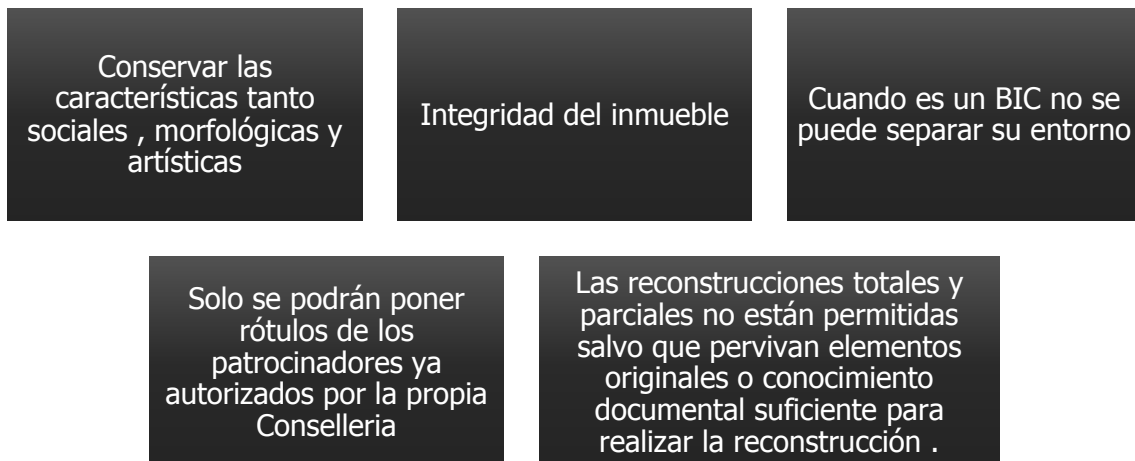 Conservar las
características tanto
sociales , morfológicas y
artísticas
Integridad del inmueble
Cuando es un BIC no se
puede separar su entorno
Solo se podrán poner
rótulos de los
patrocinadores ya
autorizados por la propia
Conselleria
Las reconstrucciones totales y
parciales no están permitidas
salvo que pervivan elementos
originales o conocimiento
documental suficiente para
realizar la reconstrucción .